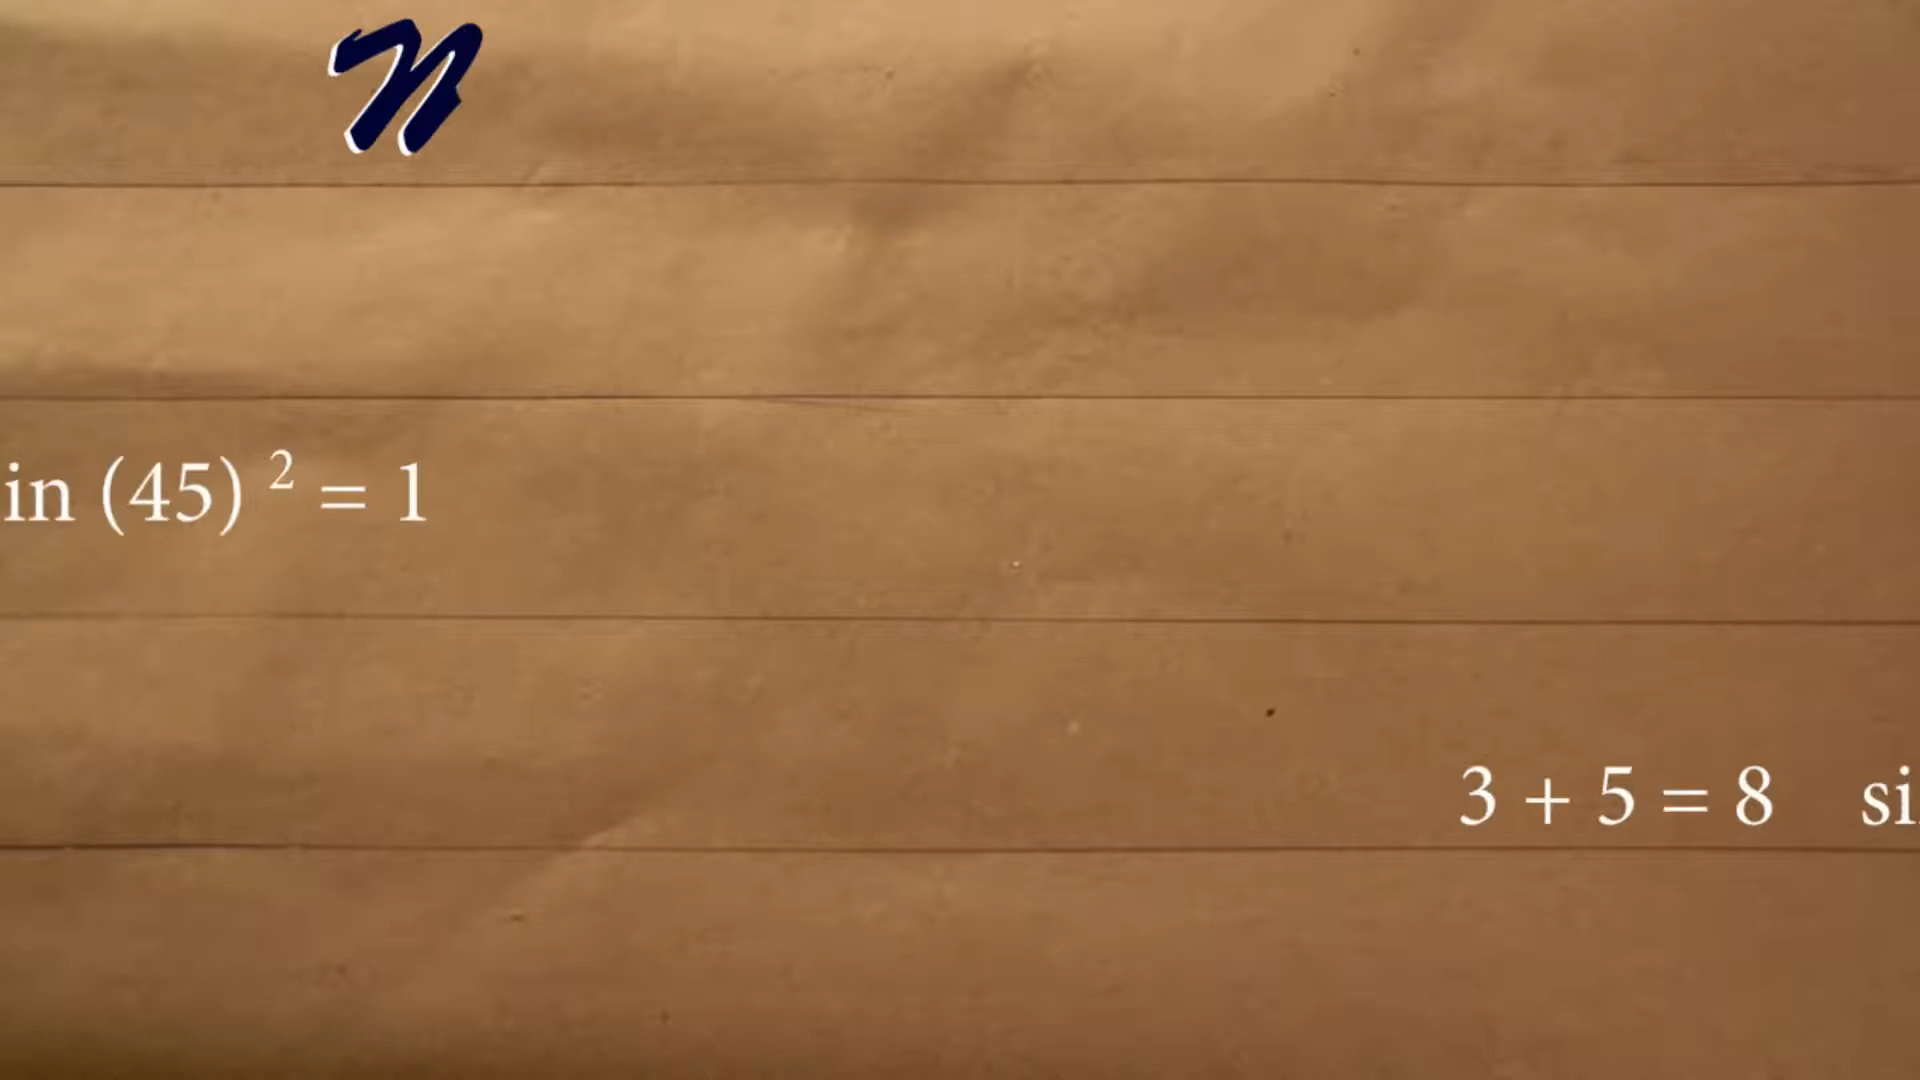 n
in (45) ² = 1
3 + 5 = 8 si